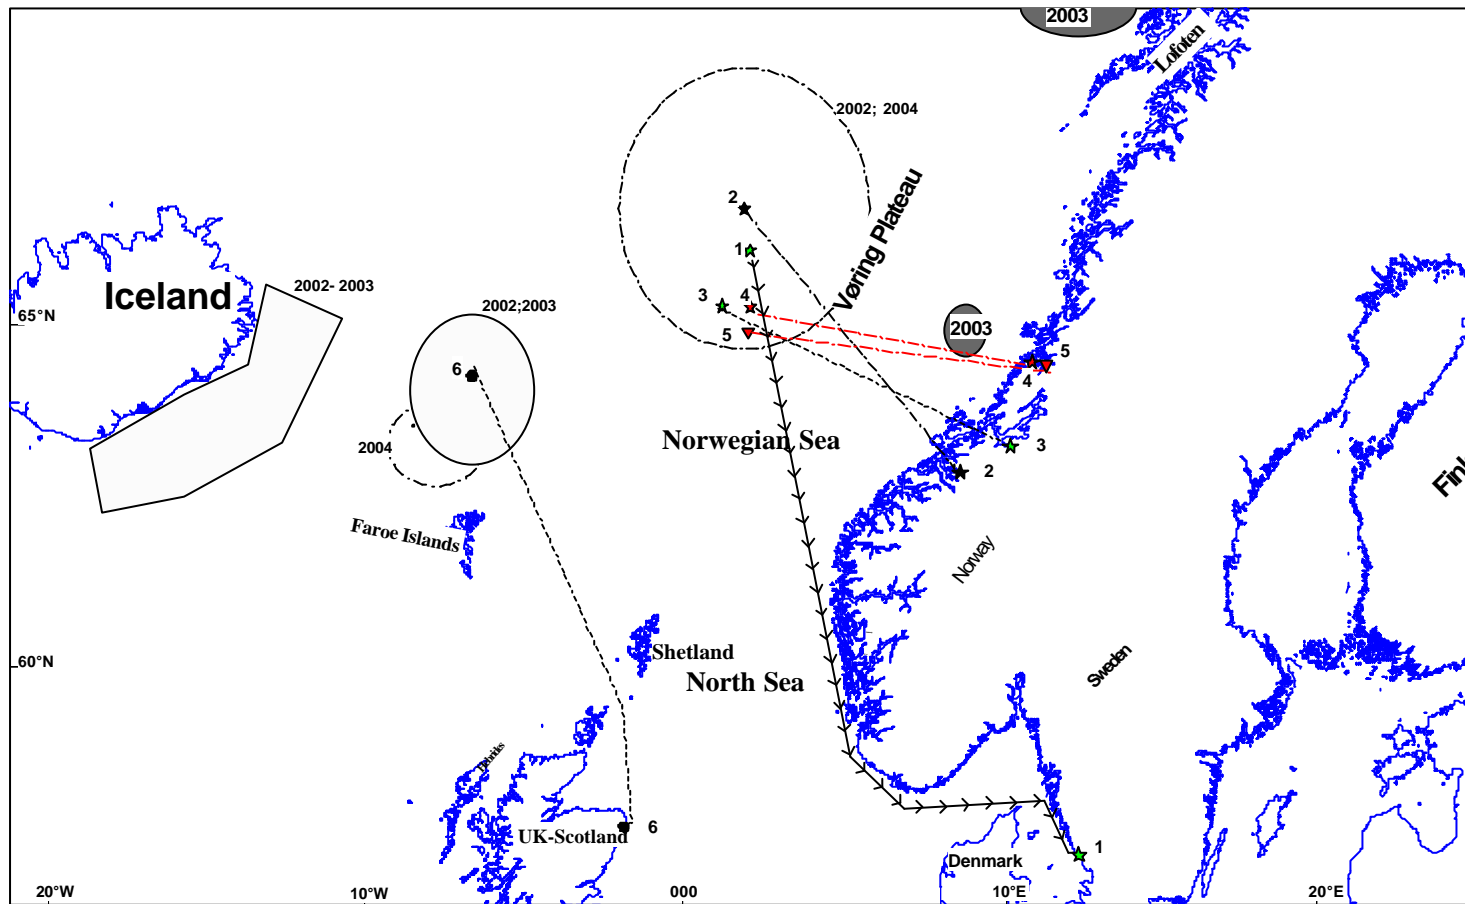 2003
Lofoten
2002; 2004
2
Vøring Plateau
1
Iceland
2002- 2003
2002;2003
3
4
2003
65°N
5
5
6
4
Norwegian Sea
2004
3
2
Finl
Faroe Islands
Norway
Shetland
60°N
Sweden
North Sea
Hebrides
6
UK-Scotland
1
Denmark
20°W
10°W
000
10°E
20°E